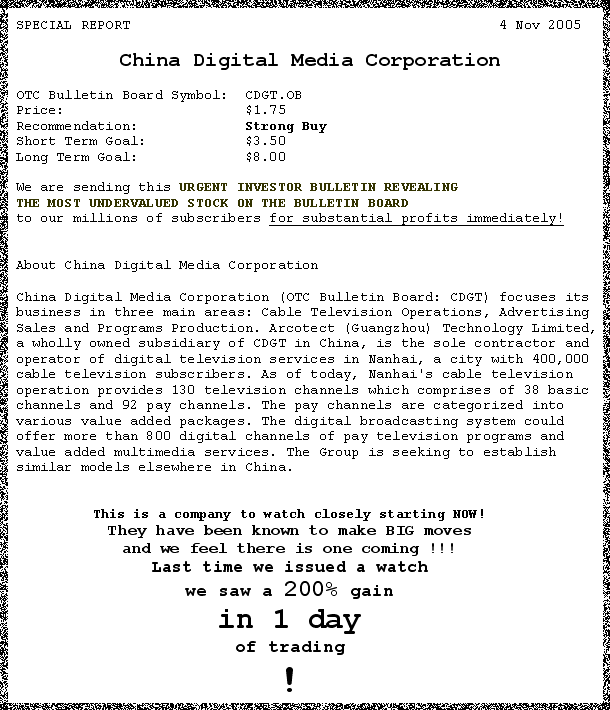 SPECIAL REPORT 4 Nov 2005
China Digital Media Corporation
OTC Bulletin Board Symbol: CDGT.OB
Price: $1.75
Recommendation: Strong Buy
Short Term Goal: $3.50
Long Term Goal: $8.00
We are sending this URGENT INVESTOR BULLETIN REVEALING
THE MOST UNDERVALUED STOCK ON THE BULLETIN BOARD
to our millions of subscribers for substantial profits immediately!
About China Digital Media Corporation
China Digital Media Corporation (OTC Bulletin Board: CDGT) focuses its
business in three main areas: Cable Television Operations, Advertising
Sales and Programs Production. Arcotect (Guangzhou) Technology Limited,
a wholly owned subsidiary of CDGT in China, is the sole contractor and
operator of digital television services in Nanhai, a city with 400,000
cable television subscribers. As of today, Nanhai's cable television
operation provides 130 television channels which comprises of 38 basic
channels and 92 pay channels. The pay channels are categorized into
various value added packages. The digital broadcasting system could
offer more than 800 digital channels of pay television programs and
value added multimedia services. The Group is seeking to establish
similar models elsewhere in China.
This is a company to watch closely starting NOW!
They have been known to make BIG moves
and we feel there is one coming !!!
Last time we issued a watch
we saw a 200% gain
in 1 day
of trading
!